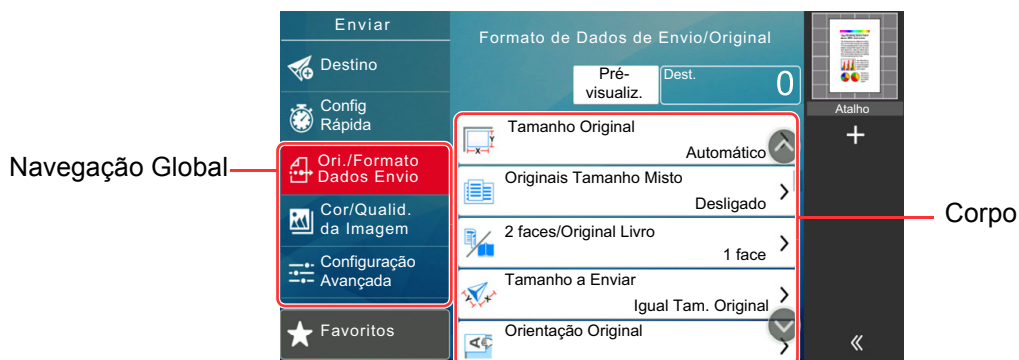 Enviar
Destino
Config
Rápida
Ori./Formato
Dados Envio
Cor/Qualid.
da Imagem
Configuração
Avançada
Favoritos
Navegação Global
Formato de Dados de Envio/Original
Pré-
visualiz.
Dest.
0
Tamanho Original
Automático
Originais Tamanho Misto
Desligado
2 faces/Original Livro
1 face
Tamanho a Enviar
Igual Tam. Original
Orientação Original
Atalho
Corpo